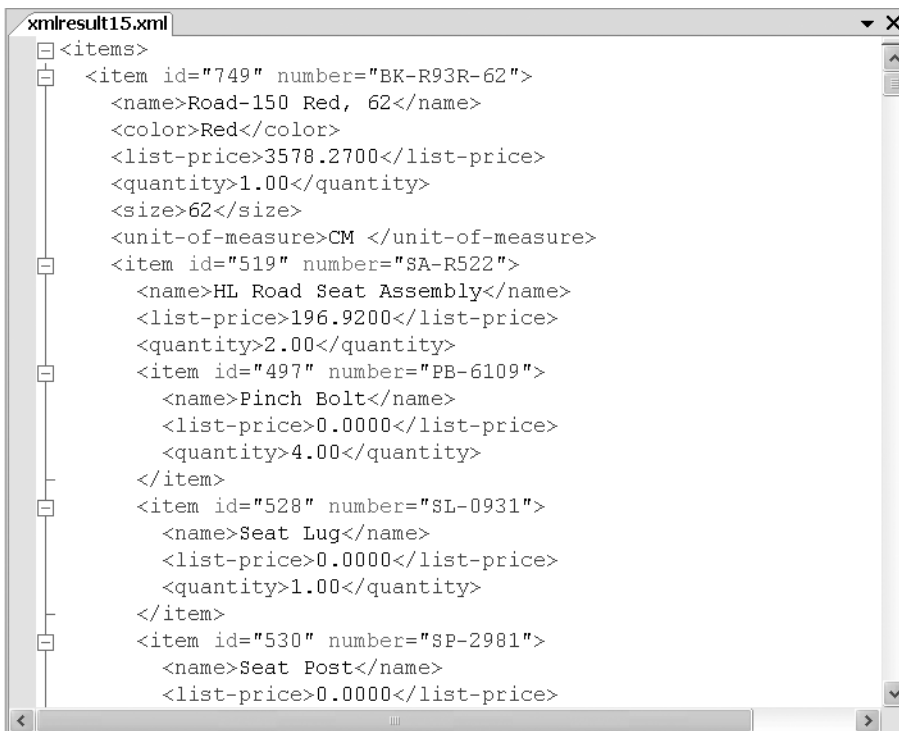 xmlresult15.xml
<items>
<item id="749" number="BK-R93R-62">
<name>Road-150 Red, 62</name>
<color>Red</color>
<list-price>3578.2700</list-price>
<quantity>1.00</quantity>
<size>62</size>
<unit-of-measure>CM </unit-of-measure>
<item id="519" number="SA-R522">
<name>HL Road Seat Assembly</name>
<list-price>196.9200</list-price>
<quantity>2.00</quantity>
<item id="497" number="PB-6109">
<name>Pinch Bolt</name>
<list-price>0.0000</list-price>
<quantity>4.00</quantity>
</item>
<item id="528" number="SL-0931">
<name>Seat Lug</name>
<list-price>0.0000</list-price>
<quantity>1.00</quantity>
</item>
<item id="530" number="SP-2981">
<name>Seat Post</name>
<list-price>0.0000</list-price>